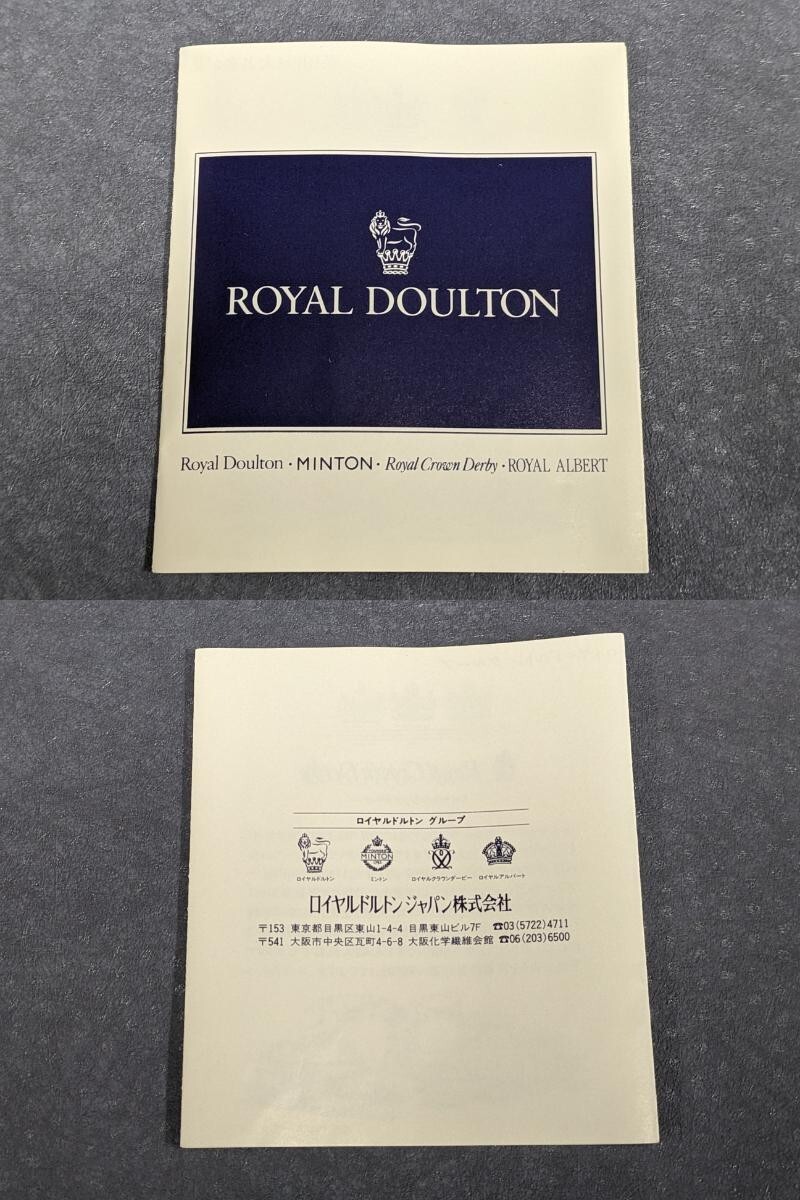 ROYAL DOULTON
Royal Doulton・MINTON・Royal Crown Derby・ROYAL ALBERT
ロイヤルドルトン グループ
MINTON
ロイヤルドルトン ミントン ロイヤルクラウンダービー ロイヤルアルバート
ロイヤルドルトンジャパン株式会社
〒153 東京都目黒区東山1-4-4 目黒東山ビル7F ☎03(5722)4711
〒541 大阪市中央区瓦町4-6-8 大阪化学繊維会館 ☎06(203)6500